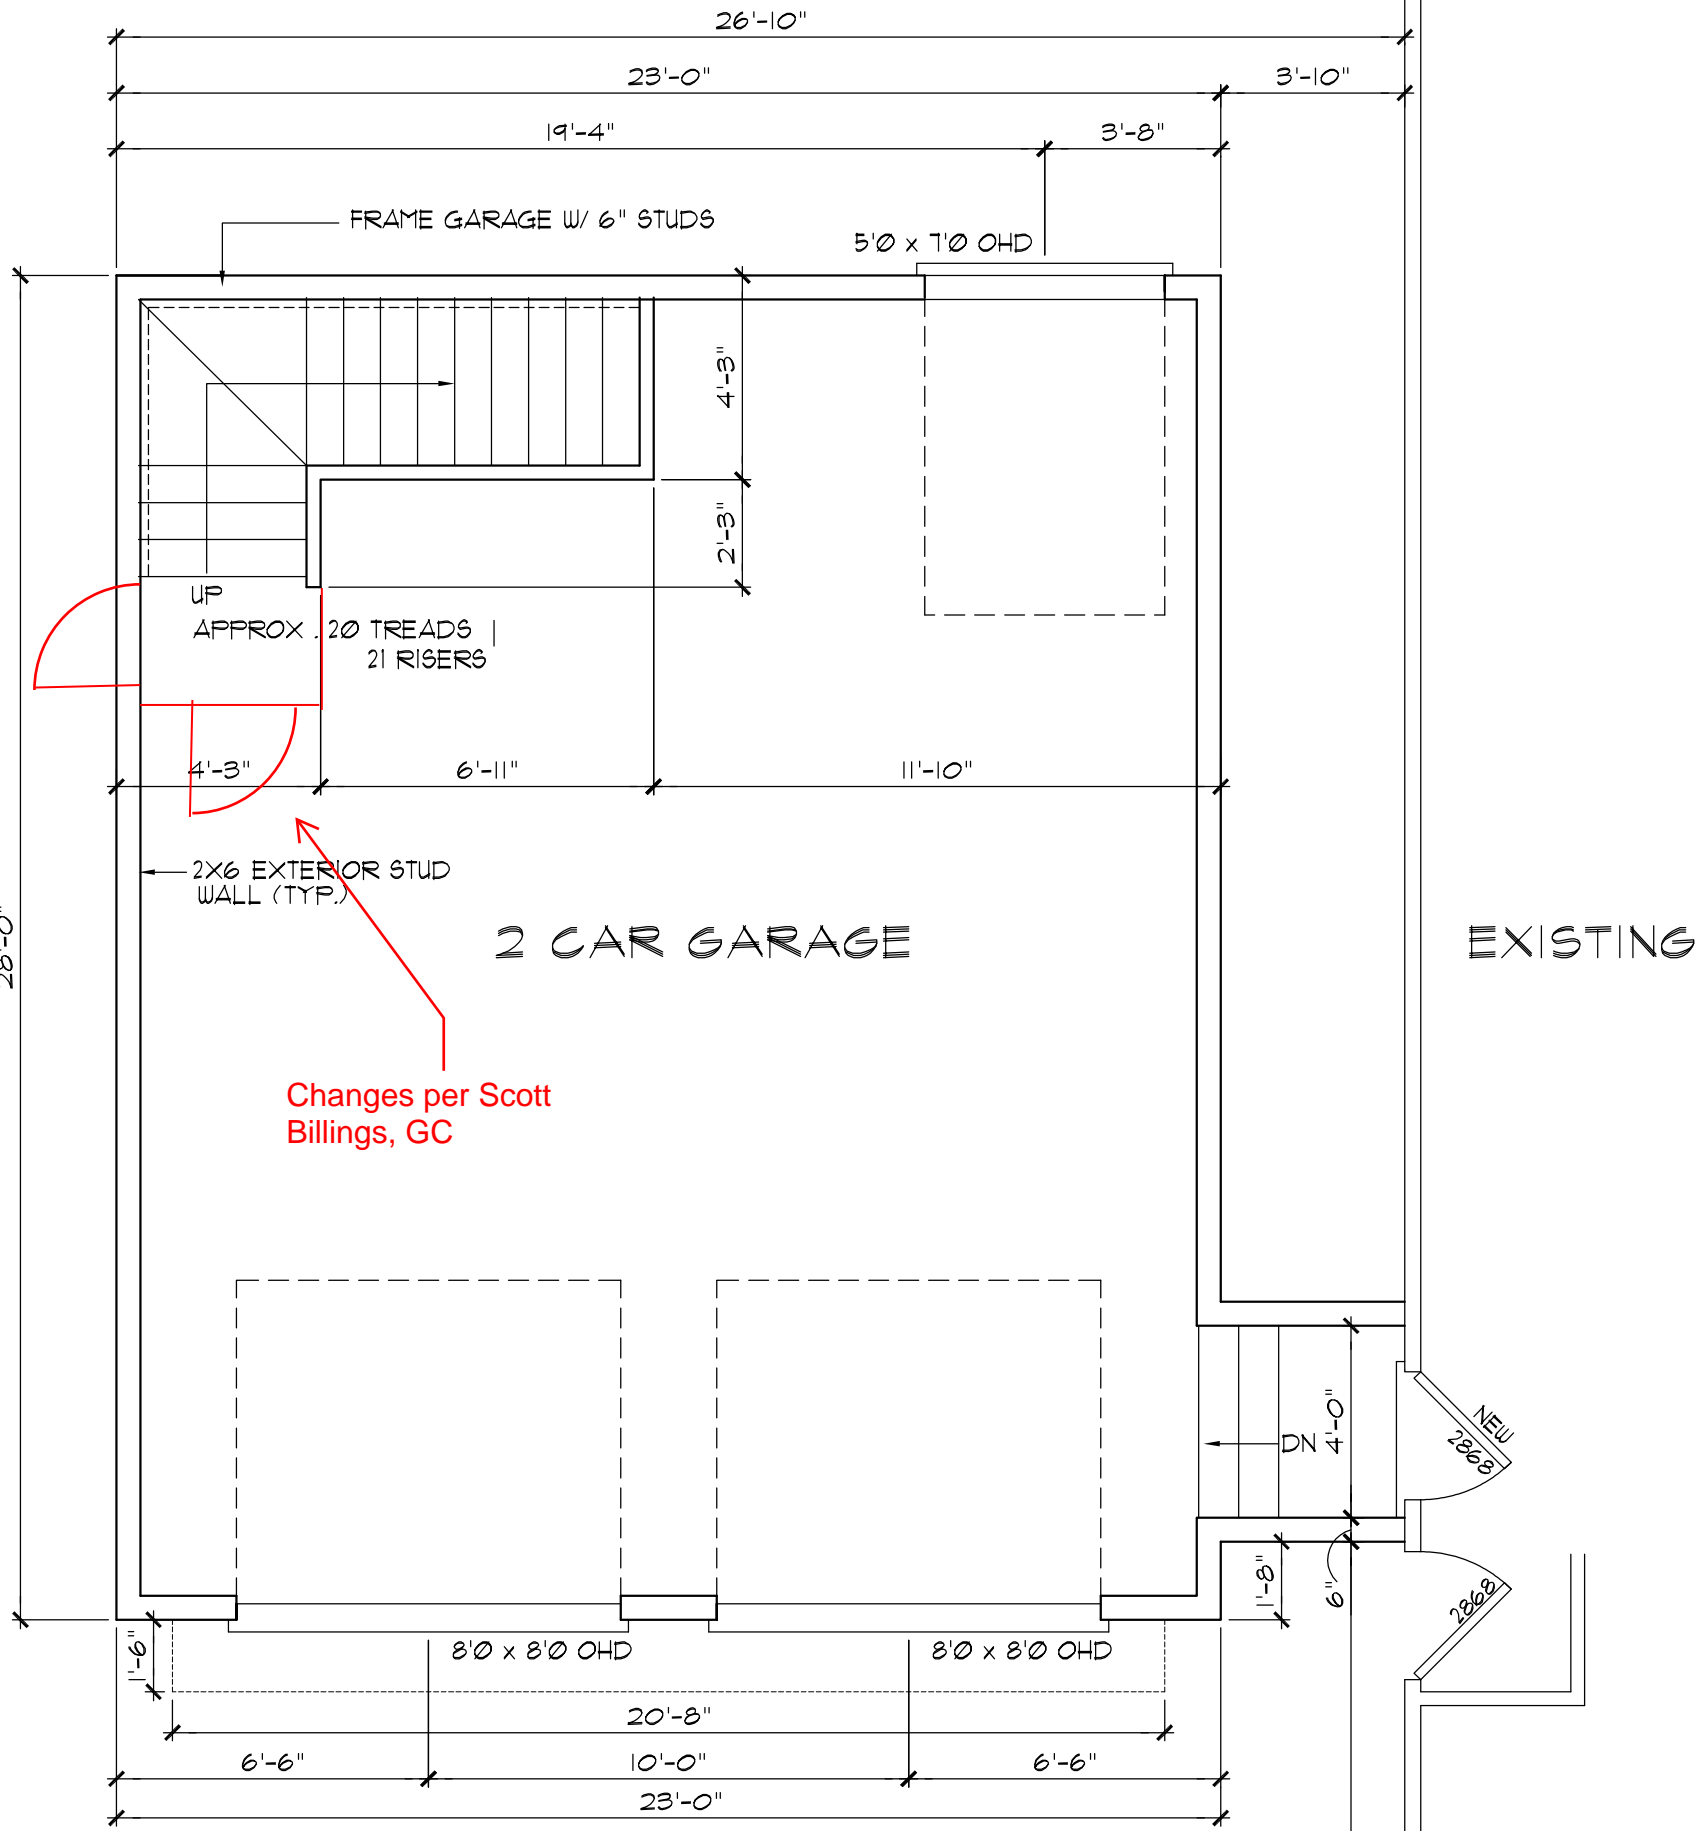 26'-10"
23'-0"
3'-10"
19'-4"
3'-8"
FRAME GARAGE W/ 6" STUDS
5'0 x 7'0 OHD
4'-3"
2'-3"
UP
APPROX . 20 TREADS |
21 RISERS
4'-3"
6'-11"
11'-10"
2X6 EXTERIOR STUD
WALL (TYP.)
28'-0"
2 CAR GARAGE
EXISTING
Changes per Scott
Billings, GC
DN
4'-0"
NEW
2868
6"
1'-8"
2868
1'-6"
8'0 x 8'0 OHD
8'0 x 8'0 OHD
20'-8"
6'-6"
10'-0"
6'-6"
23'-0"